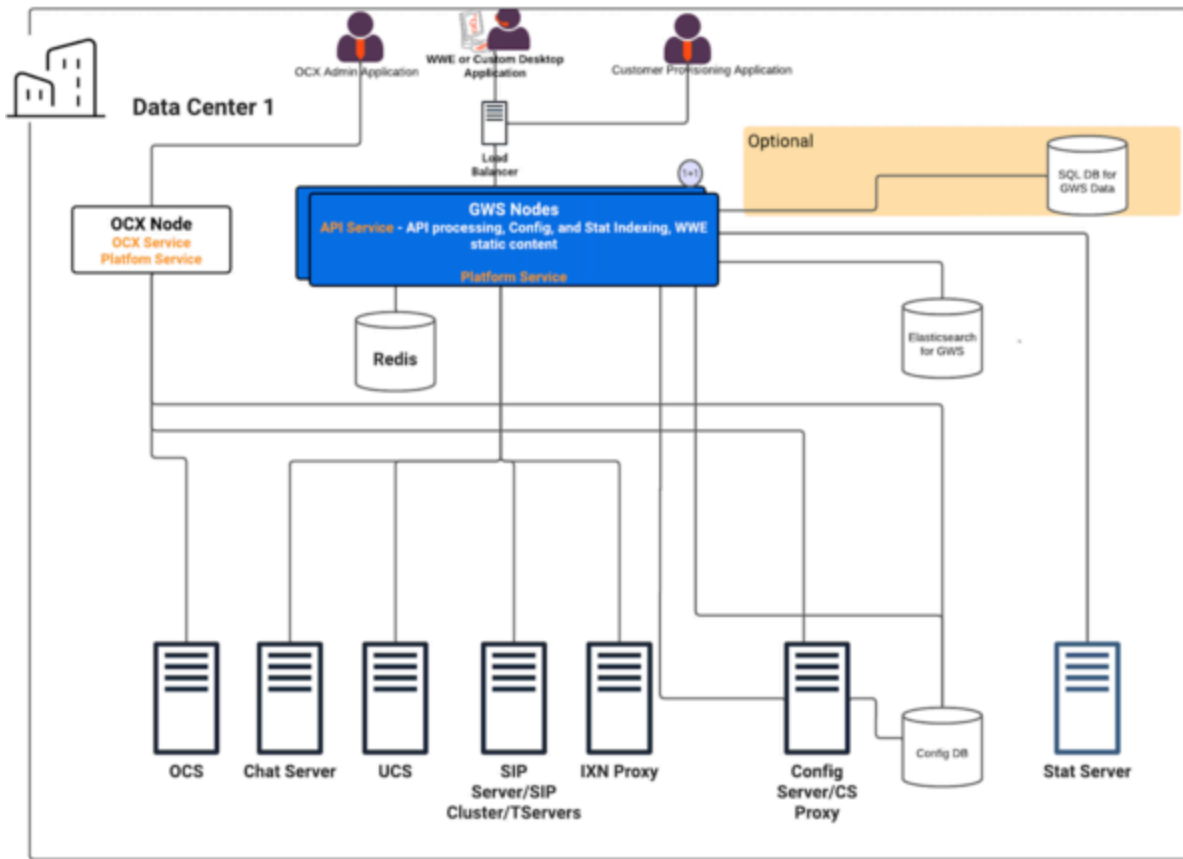 OCX Admin Application
WWE or Custom Desktop
Application
Customer Provisioning Application
Data Center 1
Load
Balancer
Optional
SQL DB for
GWS Data
1+1
OCX Node
OCX Service
Platfom Service
GWS Nodes
API Service - API processing, Config, and Stat Indexing, WWE
static content
Platform Service
Redis
Elasticsearch
for GWS
OCS
Chat Server
UCS
SIP
Server/SIP
Cluster/TServers
IXN Proxy
Config
Server/CS
Proxy
Config DB
Stat Server